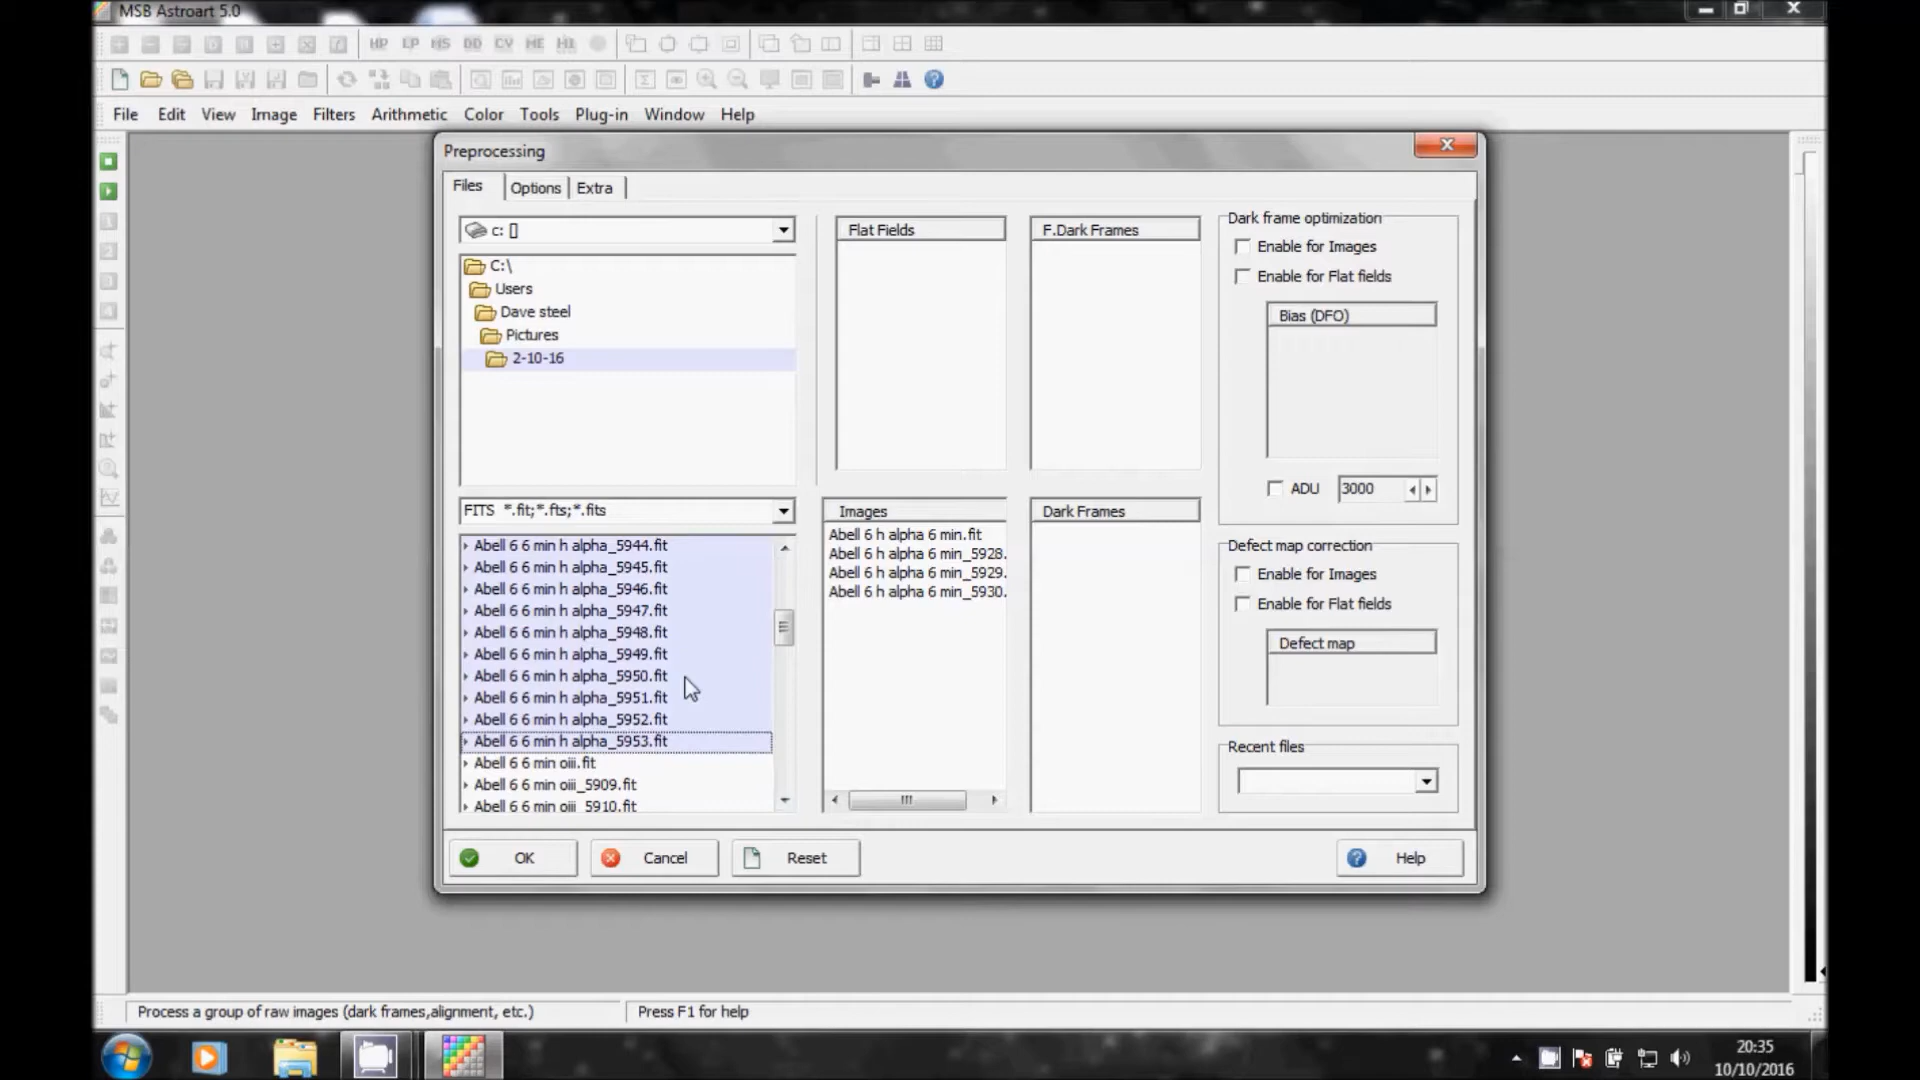 MSB Astroart 5.0
HP LP MS DD CV ME HI
File Edit View Image Filters Arithmetic Color Tools Plug-in Window Help
Preprocessing
Files Options Extra
c: []
C:\
Users
Dave steel
Pictures
2-10-16
Flat Fields
F.Dark Frames
Dark frame optimization
Enable for Images
Enable for Flat fields
Bias (DFO)
ADU 3000
FITS *.fit;*.fts;*.fits
Abell 6 6 min h alpha_5944.fit
Abell 6 6 min h alpha_5945.fit
Abell 6 6 min h alpha_5946.fit
Abell 6 6 min h alpha_5947.fit
Abell 6 6 min h alpha_5948.fit
Abell 6 6 min h alpha_5949.fit
Abell 6 6 min h alpha_5950.fit
Abell 6 6 min h alpha_5951.fit
Abell 6 6 min h alpha_5952.fit
Abell 6 6 min h alpha_5953.fit
Abell 6 6 min oiii.fit
Abell 6 6 min oiii_5909.fit
Abell 6 6 min oiii_5910.fit
Images
Abell 6 h alpha 6 min.fit
Abell 6 h alpha 6 min_5928.
Abell 6 h alpha 6 min_5929.
Abell 6 h alpha 6 min_5930.
Dark Frames
Defect map correction
Enable for Images
Enable for Flat fields
Defect map
Recent files
OK Cancel Reset Help
Process a group of raw images (dark frames,alignment, etc.) Press F1 for help
20:35
10/10/2016